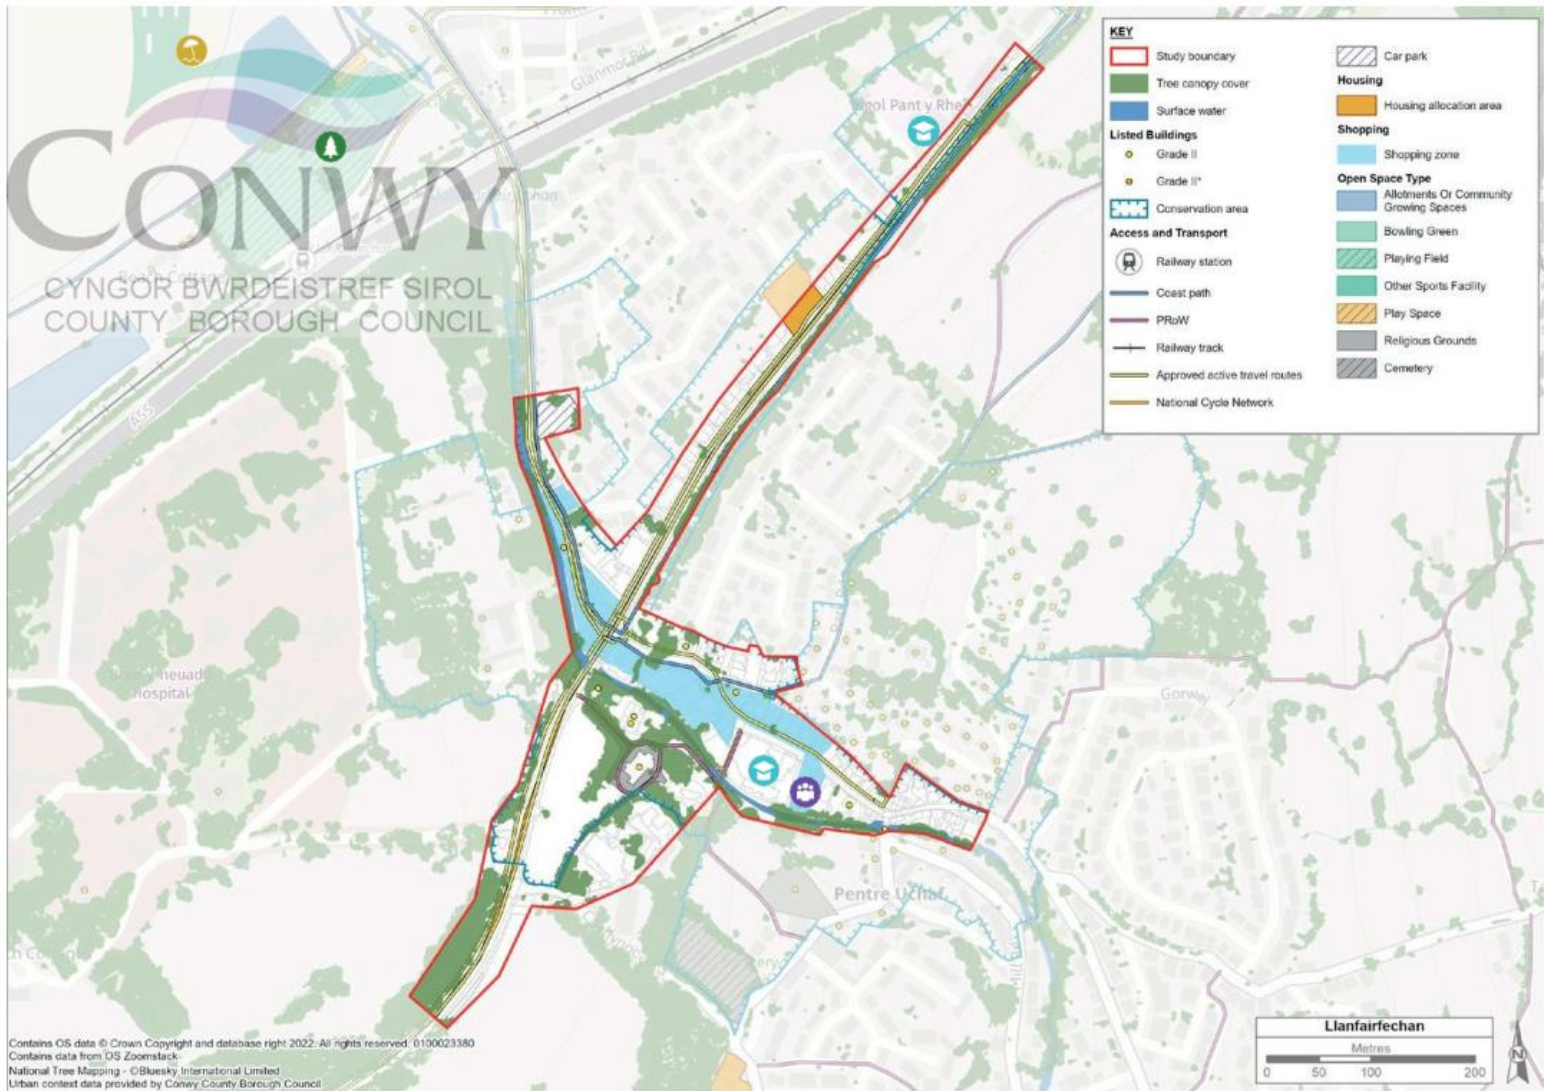 Glanmor Rd
CONWY
CYNGOR BWRDEISTREF SIROL
COUNTY BOROUGH COUNCIL
A55
Hospital
Gorwel
Pentre Uchaf
KEY
Study boundary
Tree canopy cover
Surface water
Listed Buildings
Grade II
Grade II*
Conservation area
Access and Transport
Railway station
Coast path
PRoW
Railway track
Approved active travel routes
National Cycle Network
Car park
Housing
Housing allocation area
Shopping
Shopping zone
Open Space Type
Allotments Or Community
Growing Spaces
Bowling Green
Playing Field
Other Sports Facility
Play Space
Religious Grounds
Cemetery
Contains OS data © Crown Copyright and database right 2022. All rights reserved. 0100023380
Contains data from OS Zoomstack
National Tree Mapping - ©Bluesky International Limited
Urban context data provided by Conwy County Borough Council
Llanfairfechan
Metres
0 50 100 200
N